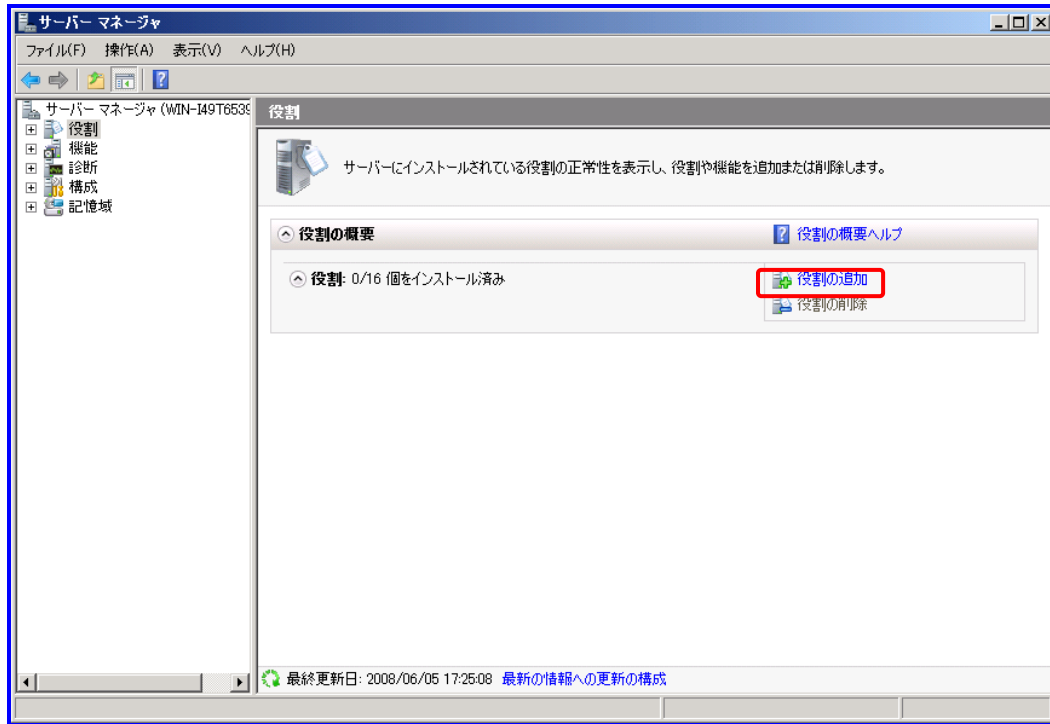 サーバー マネージャ
ファイル(F) 操作(A) 表示(V) ヘルプ(H)
サーバー マネージャ (WIN-I49T6539
役割
機能
診断
構成
記憶域
役割
サーバーにインストールされている役割の正常性を表示し、役割や機能を追加または削除します。
役割の概要
役割の概要ヘルプ
役割: 0/16 個をインストール済み
役割の追加
役割の削除
最終更新日: 2008/06/05 17:25:08 最新の情報への更新の構成